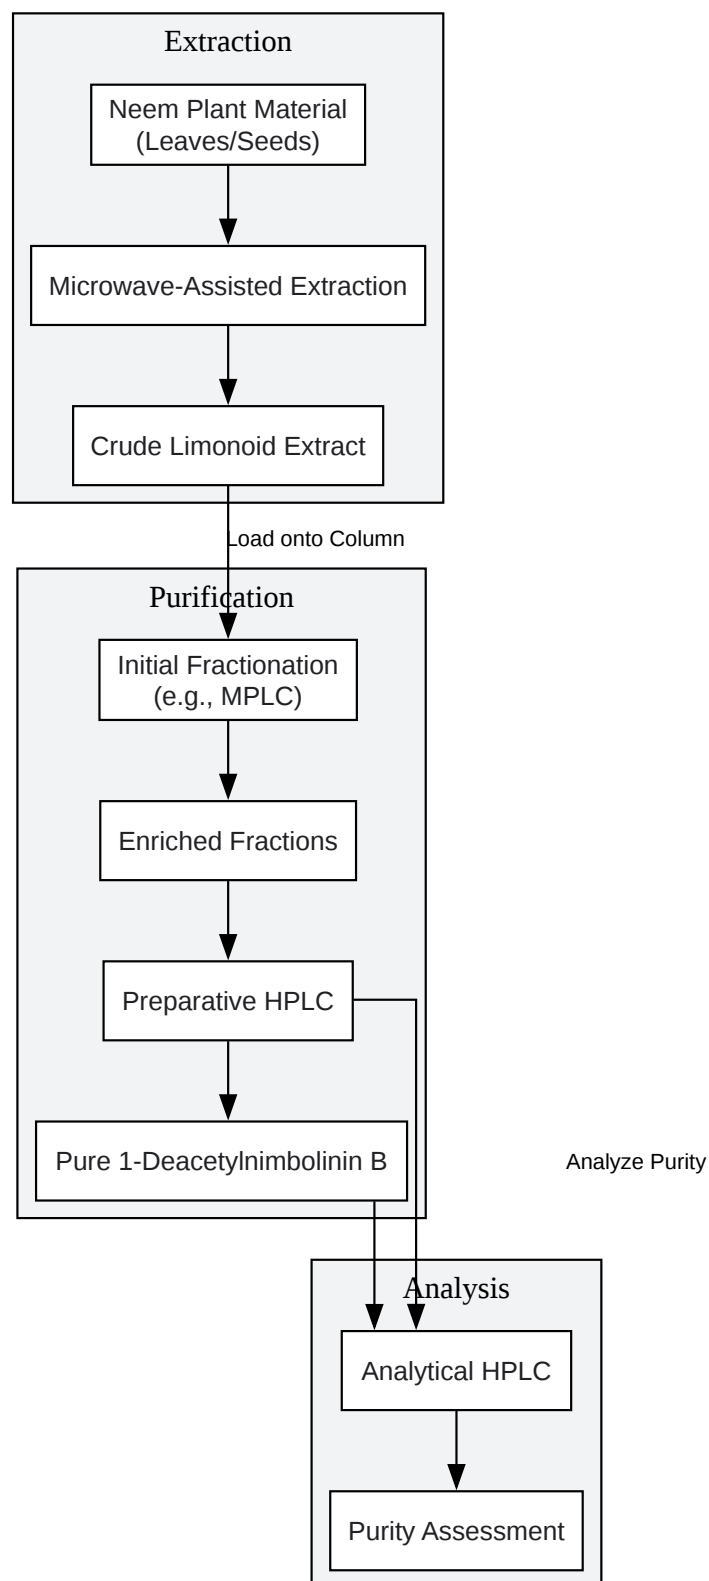 Extraction
Neem Plant Material
(Leaves/Seeds)
Microwave-Assisted Extraction
Crude Limonoid Extract
Load onto Column
Purification
Initial Fractionation
(e.g., MPLC)
Enriched Fractions
Preparative HPLC
Pure 1-Deacetylnimbolinin B
Analyze Purity
Analysis
Analytical HPLC
Purity Assessment